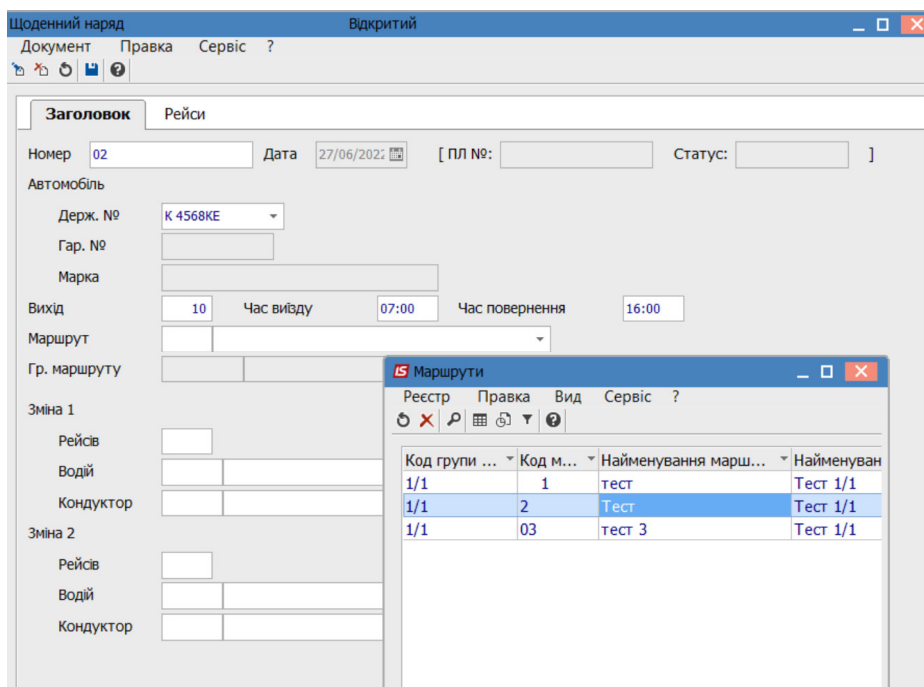 Щоденний наряд Відкритий
Документ Правка Сервіс ?
Заголовок Рейси
Номер 02 Дата 27/06/2022 [ ПЛ №: Статус: ]
Автомобіль
Держ. № К 4568КЕ
Гар. №
Марка
Вихід 10 Час виїзду 07:00 Час повернення 16:00
Маршрут
Гр. маршруту
Маршрути
Реєстр Правка Вид Сервіс ?
Код групи ... Код м... Найменування марш... Найменуван
1/1 1 тест Тест 1/1
1/1 2 Тест Тест 1/1
1/1 03 тест 3 Тест 1/1
Зміна 1
Рейсів
Водій
Кондуктор
Зміна 2
Рейсів
Водій
Кондуктор